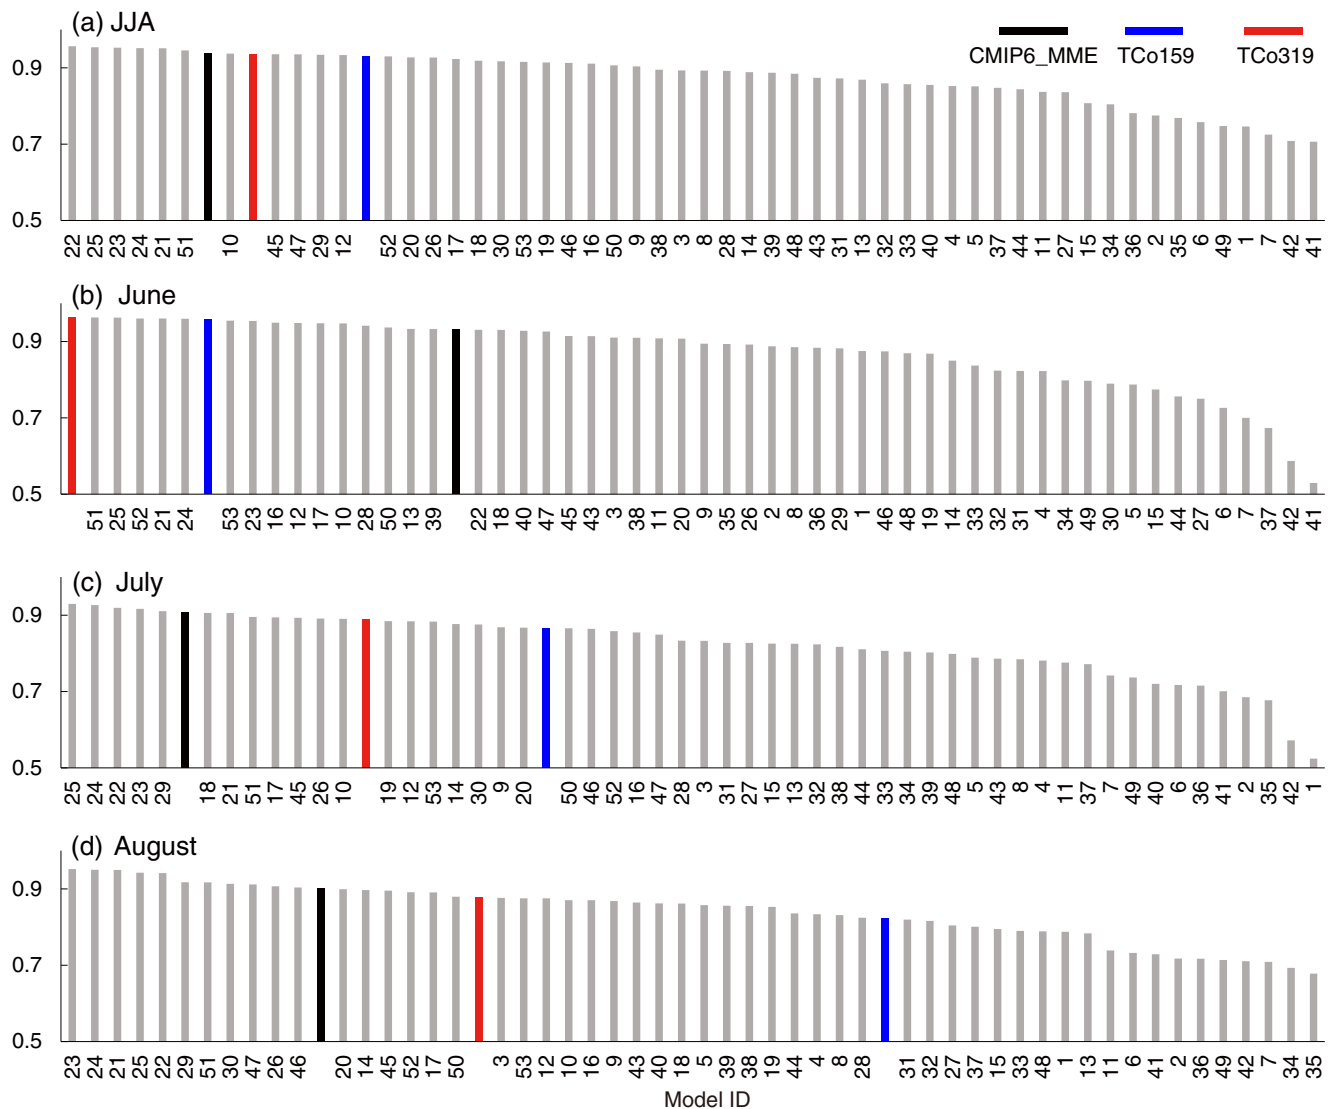 (a) JJA
CMIP6_MME TCo159 TCo319
0.9
0.7
0.5
22 25 23 24 21 51 10 45 47 29 12 52 20 26 17 18 30 53 19 46 16 50 9 38 3 8 28 14 39 48 43 31 13 32 33 40 4 5 37 44 11 27 15 34 36 2 35 6 49 1 7 42 41
(b) June
0.9
0.7
0.5
51 25 52 21 24 53 23 16 12 17 10 28 50 13 39 22 18 40 47 45 43 3 38 11 20 9 35 26 2 8 36 29 1 46 48 19 14 33 32 31 4 34 49 30 5 15 44 27 6 7 37 42 41
(c) July
0.9
0.7
0.5
25 24 22 23 29 18 21 51 17 45 26 10 19 12 53 14 30 9 20 50 46 52 16 47 28 3 31 27 15 13 32 38 44 33 34 39 48 5 43 8 4 11 37 7 49 40 6 36 41 2 35 42 1
(d) August
0.9
0.7
0.5
23 24 21 25 22 29 51 30 47 26 46 20 14 45 52 17 50 3 53 12 10 16 9 43 40 18 5 39 38 19 44 4 8 28 31 32 27 37 15 33 48 1 13 11 6 41 2 36 49 42 7 34 35
Model ID